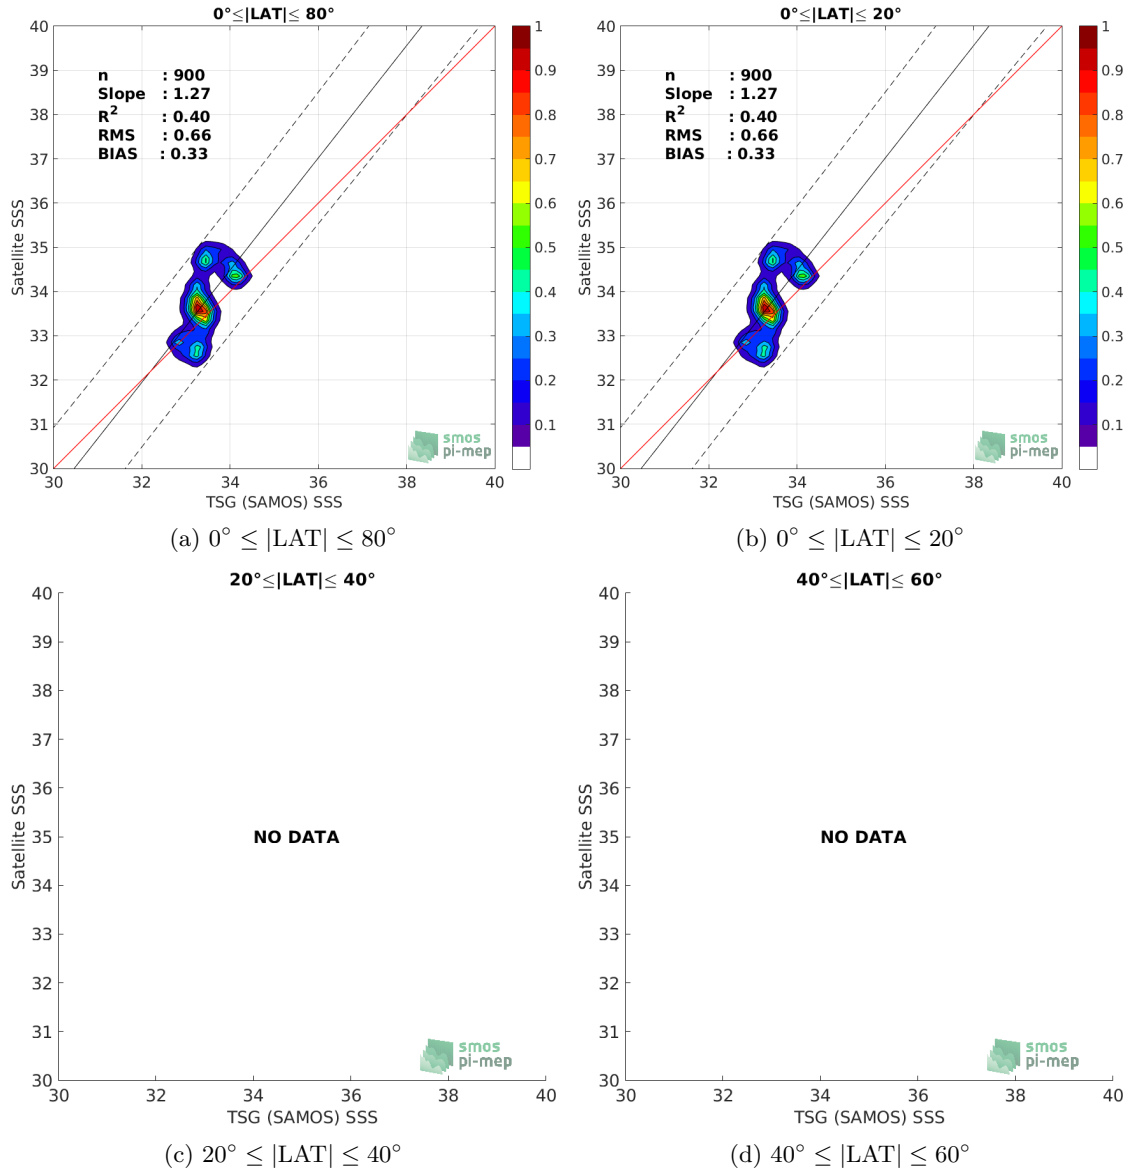 0°≤|LAT|≤ 80°
40
39
38
37
36
35
34
33
32
31
30
Satellite SSS
n : 900
Slope : 1.27
R² : 0.40
RMS : 0.66
BIAS : 0.33
smos
pi-mep
30 32 34 36 38 40
TSG (SAMOS) SSS
1
0.9
0.8
0.7
0.6
0.5
0.4
0.3
0.2
0.1
(a) 0° ≤ |LAT| ≤ 80°
0°≤|LAT|≤ 20°
40
39
38
37
36
35
34
33
32
31
30
Satellite SSS
n : 900
Slope : 1.27
R² : 0.40
RMS : 0.66
BIAS : 0.33
smos
pi-mep
30 32 34 36 38 40
TSG (SAMOS) SSS
1
0.9
0.8
0.7
0.6
0.5
0.4
0.3
0.2
0.1
(b) 0° ≤ |LAT| ≤ 20°
20°≤|LAT|≤ 40°
40
39
38
37
36
35
34
33
32
31
30
Satellite SSS
NO DATA
smos
pi-mep
30 32 34 36 38 40
TSG (SAMOS) SSS
(c) 20° ≤ |LAT| ≤ 40°
40°≤|LAT|≤ 60°
40
39
38
37
36
35
34
33
32
31
30
Satellite SSS
NO DATA
smos
pi-mep
30 32 34 36 38 40
TSG (SAMOS) SSS
(d) 40° ≤ |LAT| ≤ 60°